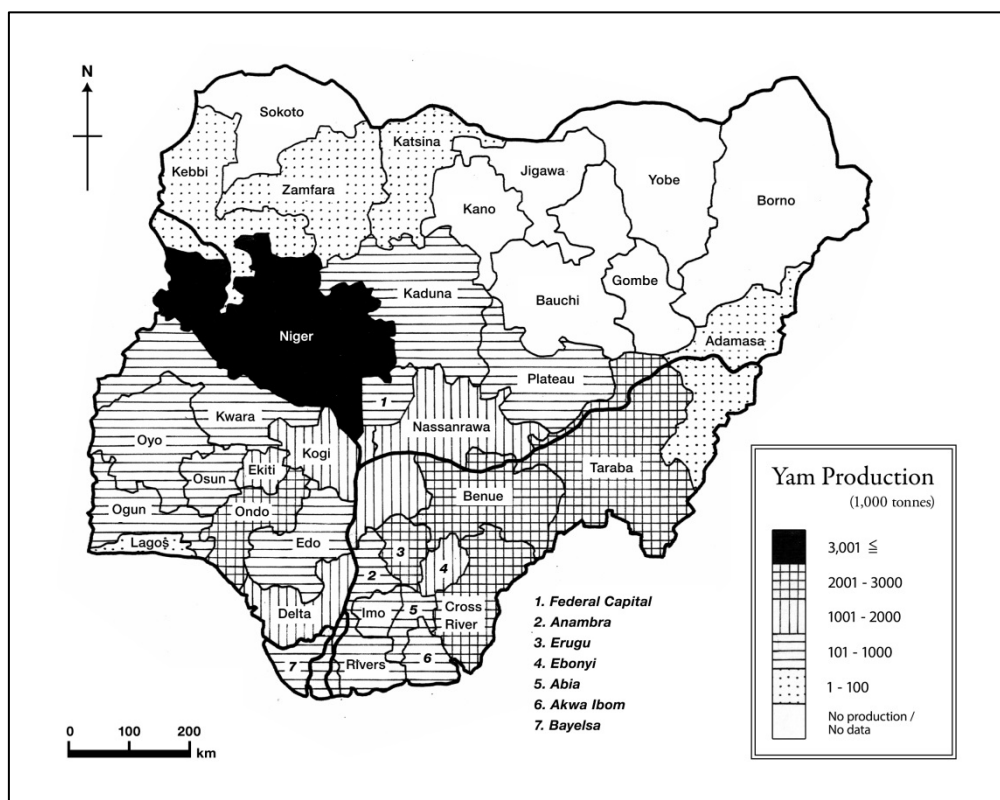 N
Sokoto
Katsina
Kebbi
Zamfara
Jigawa
Yobe
Borno
Kano
Gombe
Bauchi
Kaduna
Niger
Adamasa
Plateau
1
Nassanrawa
Kwara
Oyo
Kogi
Taraba
Ekiti
Osun
Benue
Ogun
Ondo
Lagos
Edo
3
4
2
Delta
Imo
5
Cross
River
7
Rivers
6
1. Federal Capital
2. Anambra
3. Erugu
4. Ebonyi
5. Abia
6. Akwa Ibom
7. Bayelsa
0 100 200
km
Yam Production
(1,000 tonnes)
3,001 ≦
2001 - 3000
1001 - 2000
101 - 1000
1 - 100
No production /
No data